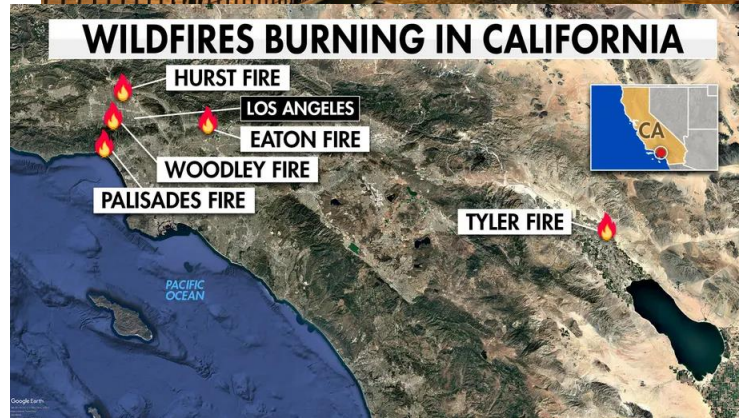 WILDFIRES BURNING IN CALIFORNIA
HURST FIRE
LOS ANGELES
EATON FIRE
WOODLEY FIRE
PALISADES FIRE
TYLER FIRE
CA
PACIFIC
OCEAN
Google Earth